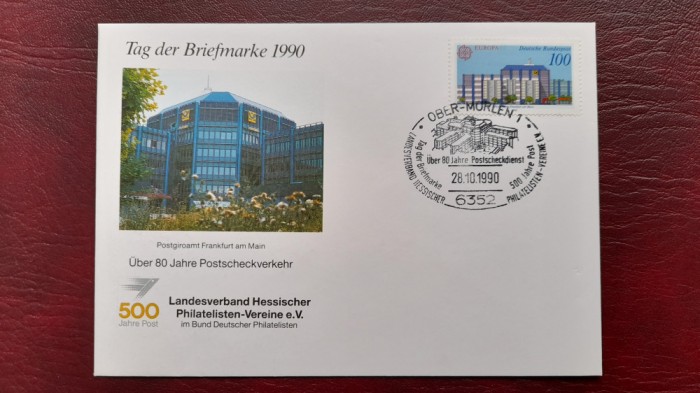 Tag der Briefmarke 1990
EUROPA
Deutsche Bundespost
100
OBER-MÖRLEN 1
Über 80 Jahre Postscheckdienst
Tag der Briefmarke
28.10.1990
500 Jahre Post
LANDESVERBAND HESSISCHER
PHILATELISTEN-VEREINE e.V.
6352
Postgiroamt Frankfurt am Main
Über 80 Jahre Postscheckverkehr
500
Jahre Post
Landesverband Hessischer
Philatelisten-Vereine e.V.
im Bund Deutscher Philatelisten